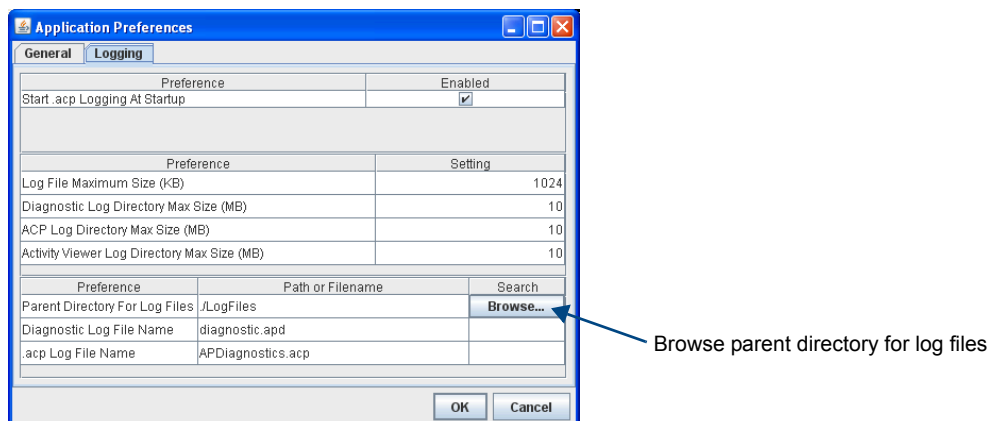 Application Preferences
General Logging
Preference Enabled
Start .acp Logging At Startup
Preference Setting
Log File Maximum Size (KB) 1024
Diagnostic Log Directory Max Size (MB) 10
ACP Log Directory Max Size (MB) 10
Activity Viewer Log Directory Max Size (MB) 10
Preference Path or Filename Search
Parent Directory For Log Files ./LogFiles Browse...
Diagnostic Log File Name diagnostic.apd
.acp Log File Name APDiagnostics.acp
Browse parent directory for log files
OK Cancel